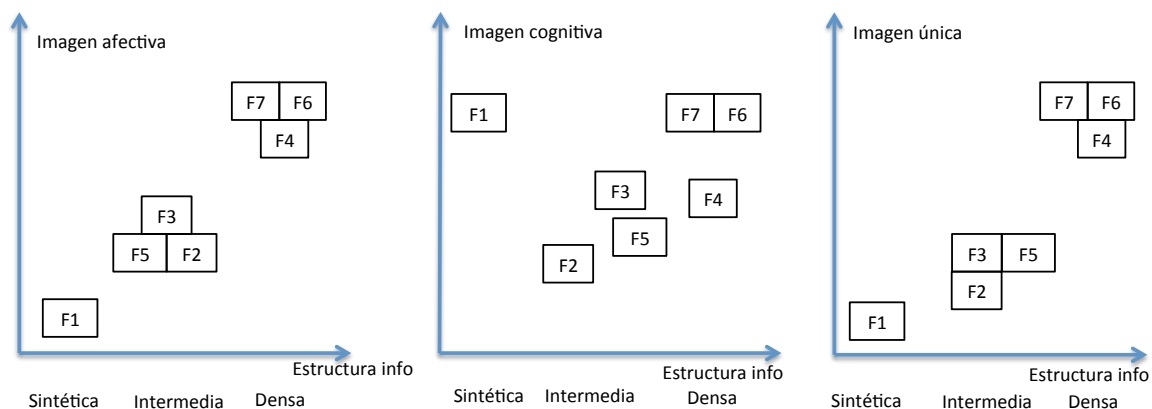 Imagen afectiva
F7 F6
F4
F3
F5 F2
F1
Estructura info
Sintética Intermedia Densa
Imagen cognitiva
F1
F7 F6
F3
F4
F5
F2
Estructura info
Sintética Intermedia Densa
Imagen única
F7 F6
F4
F3 F5
F2
F1
Estructura info
Sintética Intermedia Densa